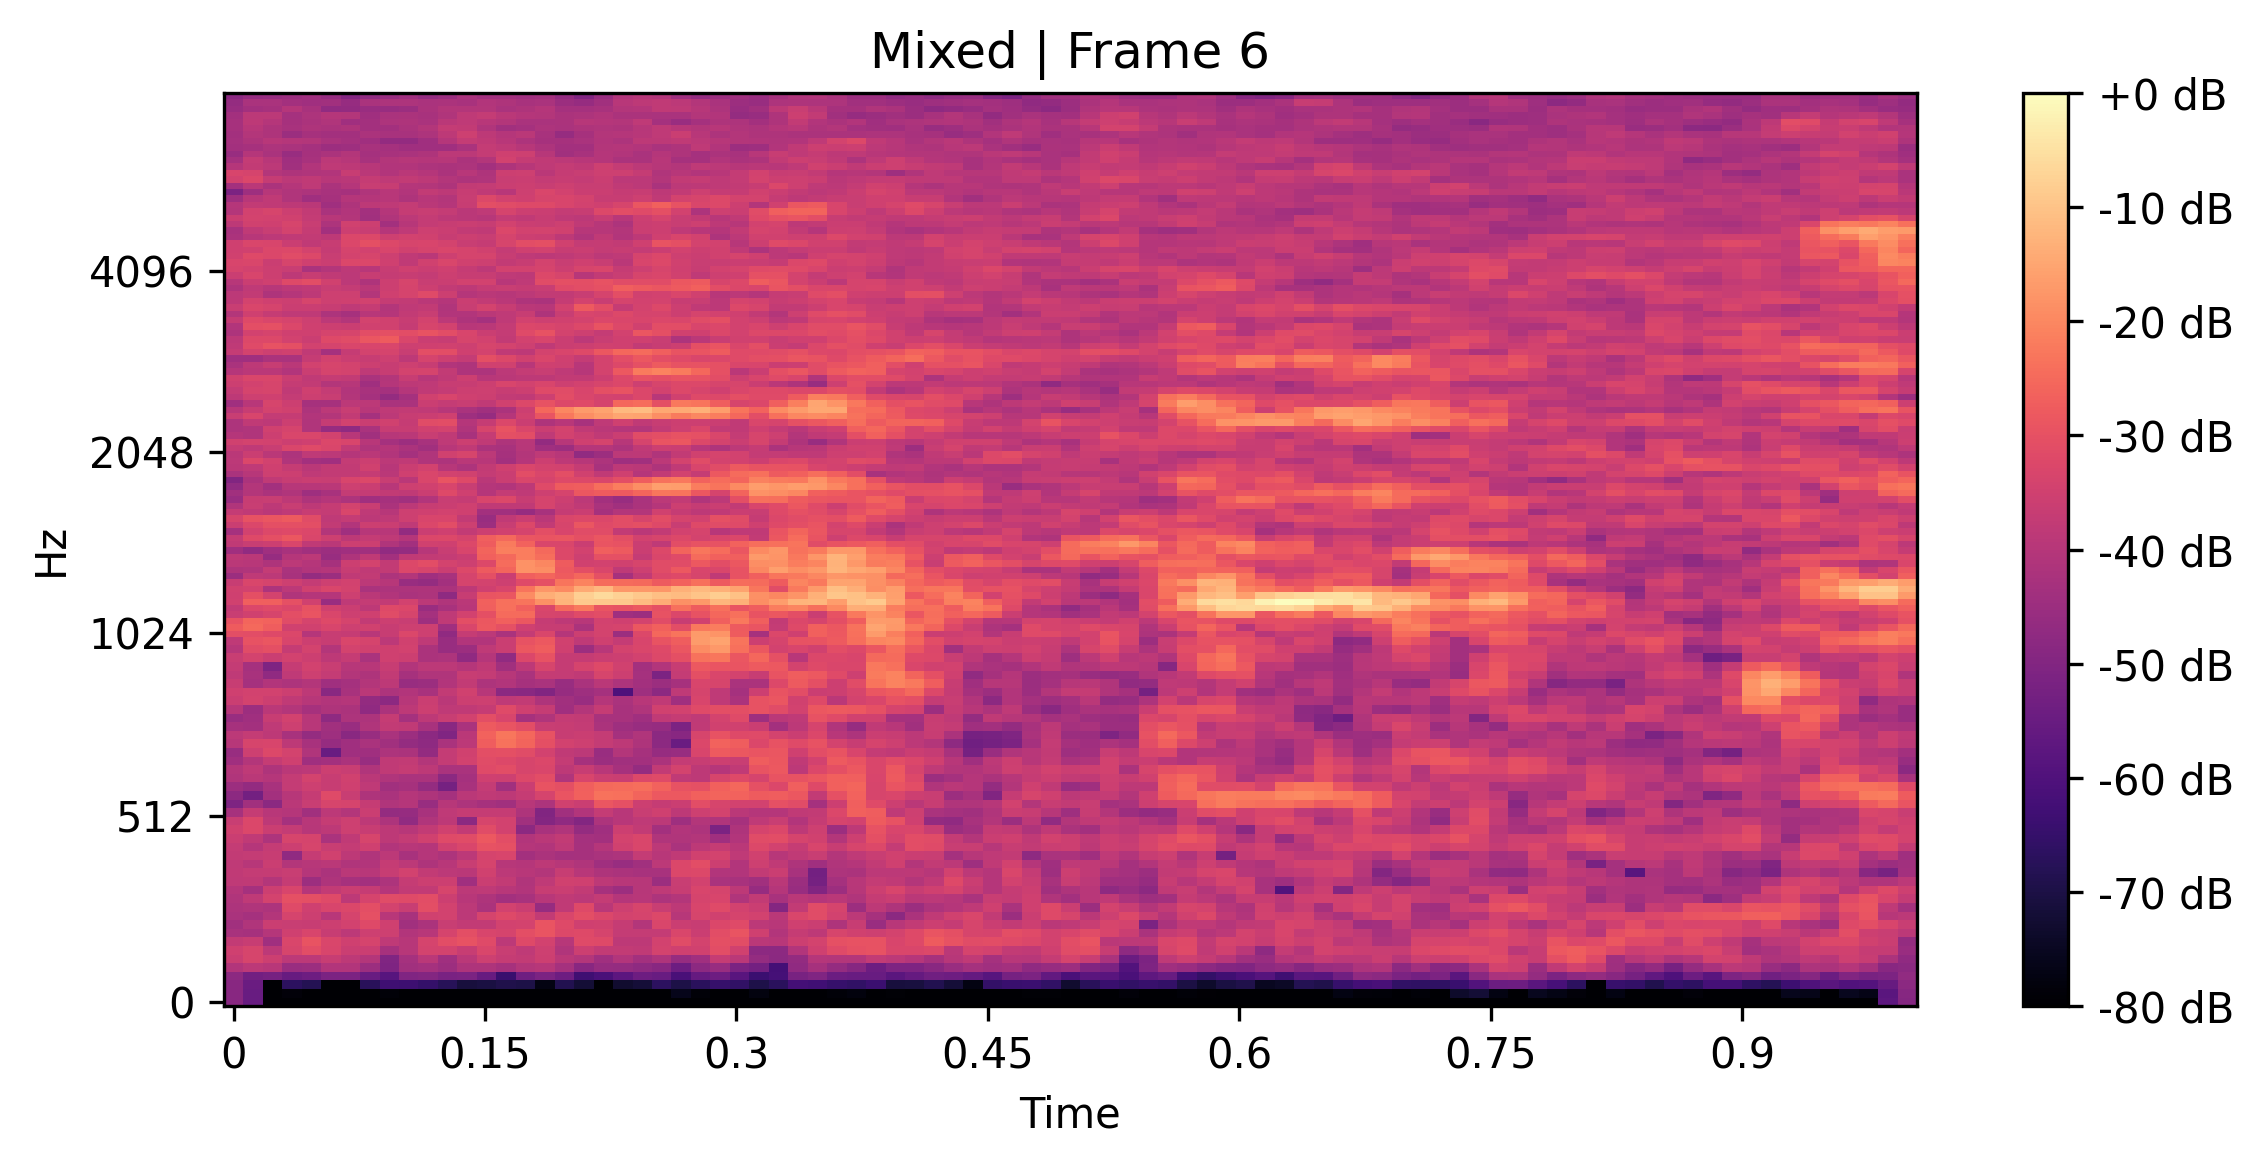 Mixed | Frame 6
+0 dB
-10 dB
-20 dB
-30 dB
-40 dB
-50 dB
-60 dB
-70 dB
-80 dB
4096
2048
1024
512
0
Hz
0 0.15 0.3 0.45 0.6 0.75 0.9
Time